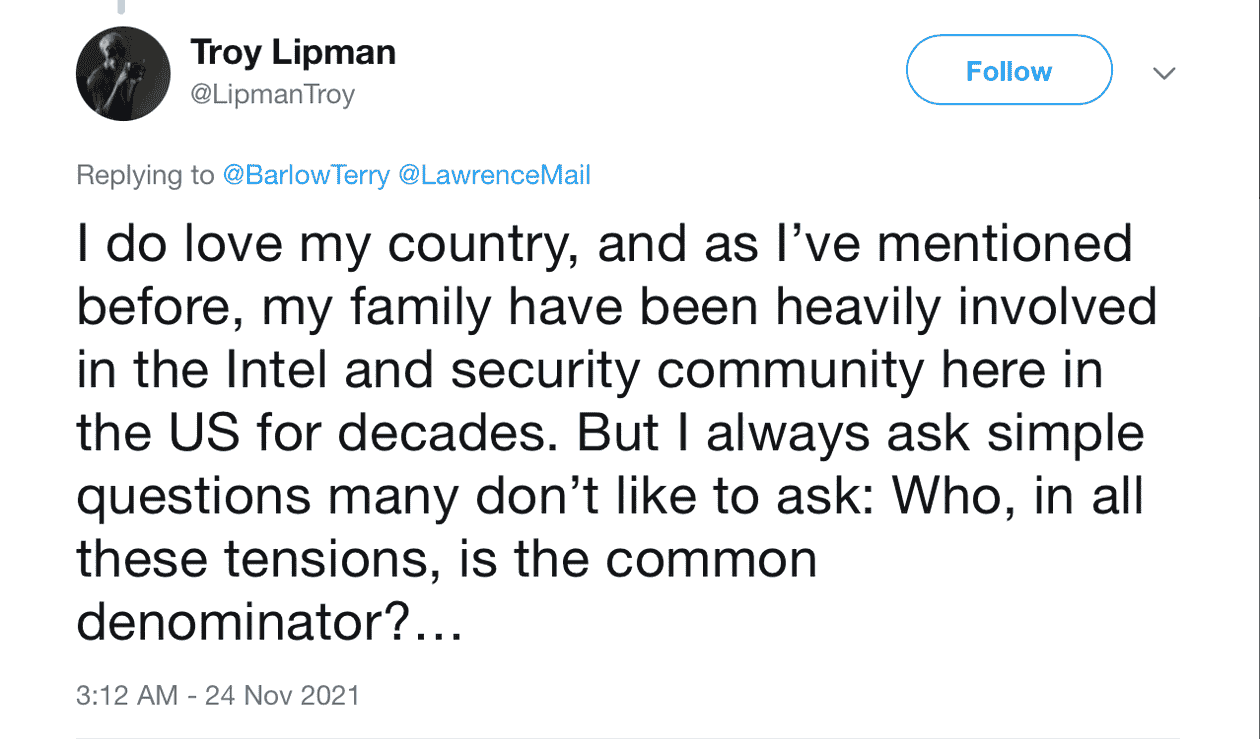 Troy Lipman
@LipmanTroy
Follow
Replying to @BarlowTerry @LawrenceMail
I do love my country, and as I’ve mentioned
before, my family have been heavily involved
in the Intel and security community here in
the US for decades. But I always ask simple
questions many don’t like to ask: Who, in all
these tensions, is the common
denominator?...
3:12 AM - 24 Nov 2021